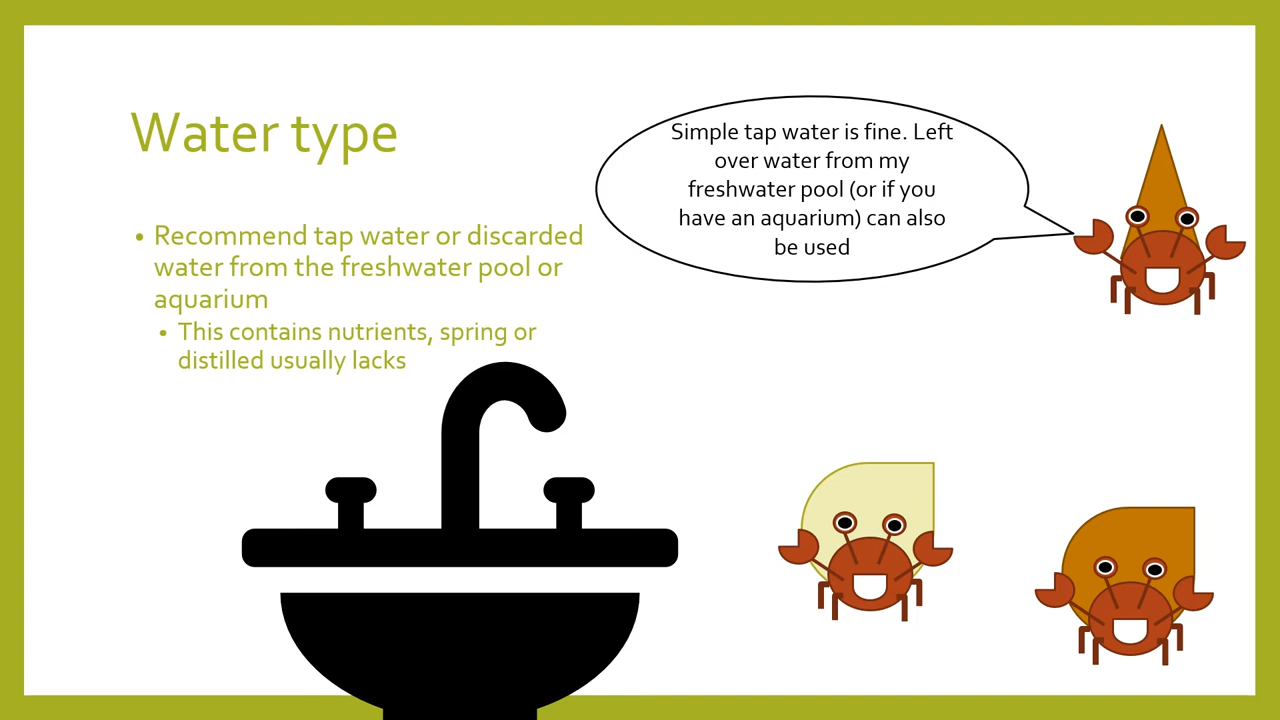 Water type
• Recommend tap water or discarded
water from the freshwater pool or
aquarium
• This contains nutrients, spring or
distilled usually lacks
Simple tap water is fine. Left
over water from my
freshwater pool (or if you
have an aquarium) can also
be used